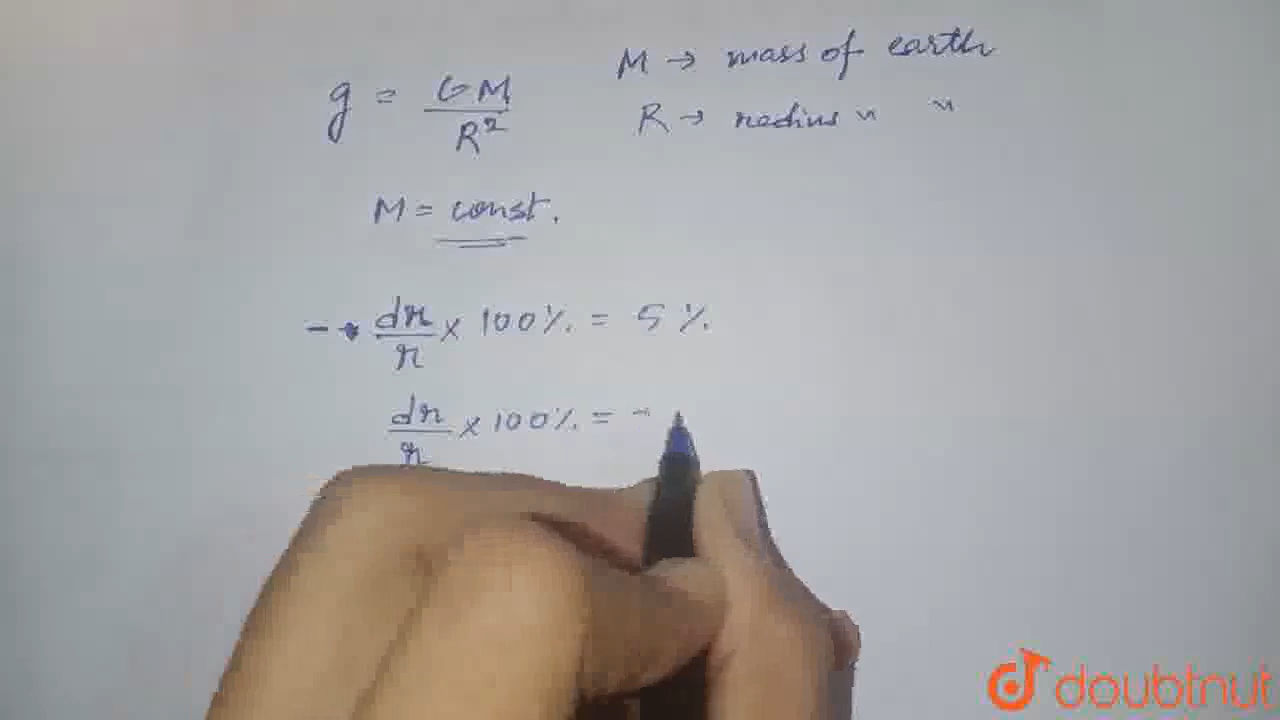 g = GM/R²
M → mass of earth
R → radius " "
M = const.
- dr/r × 100% = 5%
dr/r × 100% = -
doubtnut